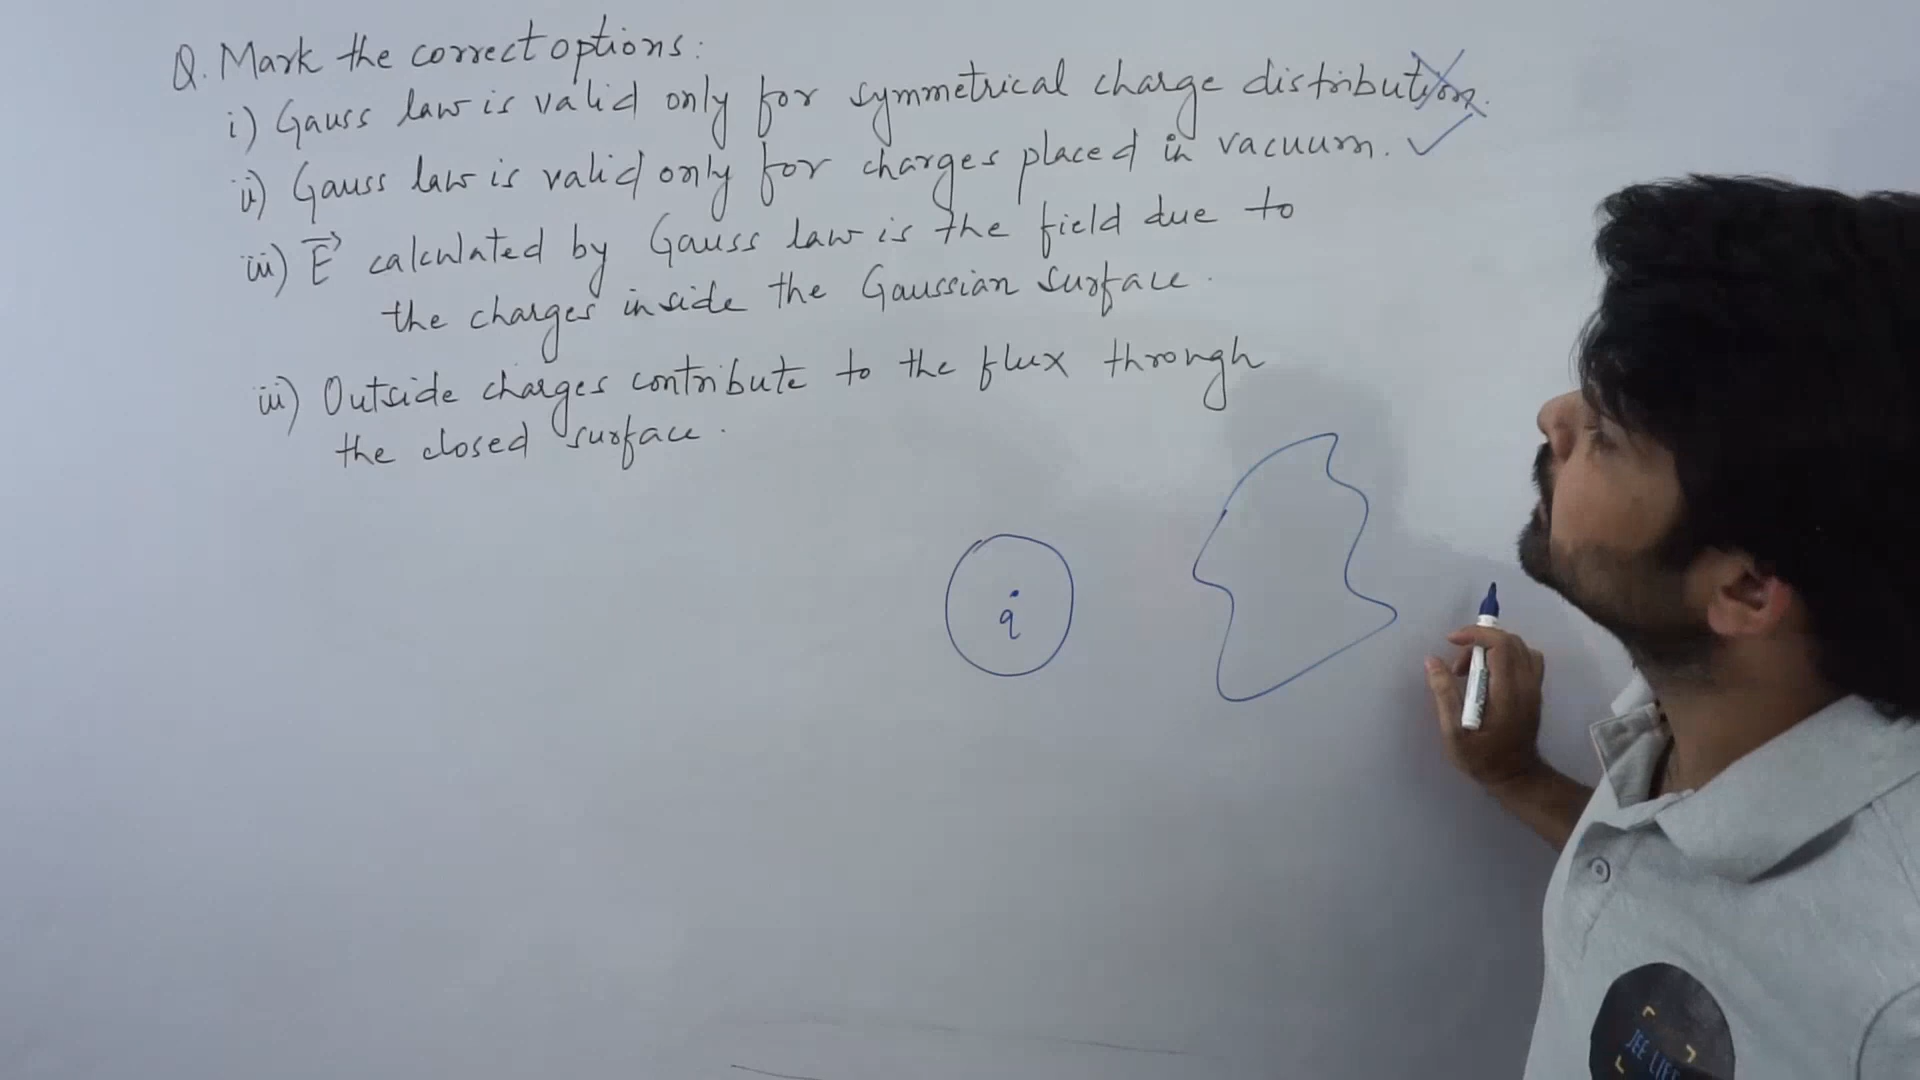 Q. Mark the correct options:
i) Gauss law is valid only for symmetrical charge distribution.
ii) Gauss law is valid only for charges placed in vacuum. ✓
iii) E⃗ calculated by Gauss law is the field due to
the charges inside the Gaussian surface.
iii) Outside charges contribute to the flux through
the closed surface.
q
JEE